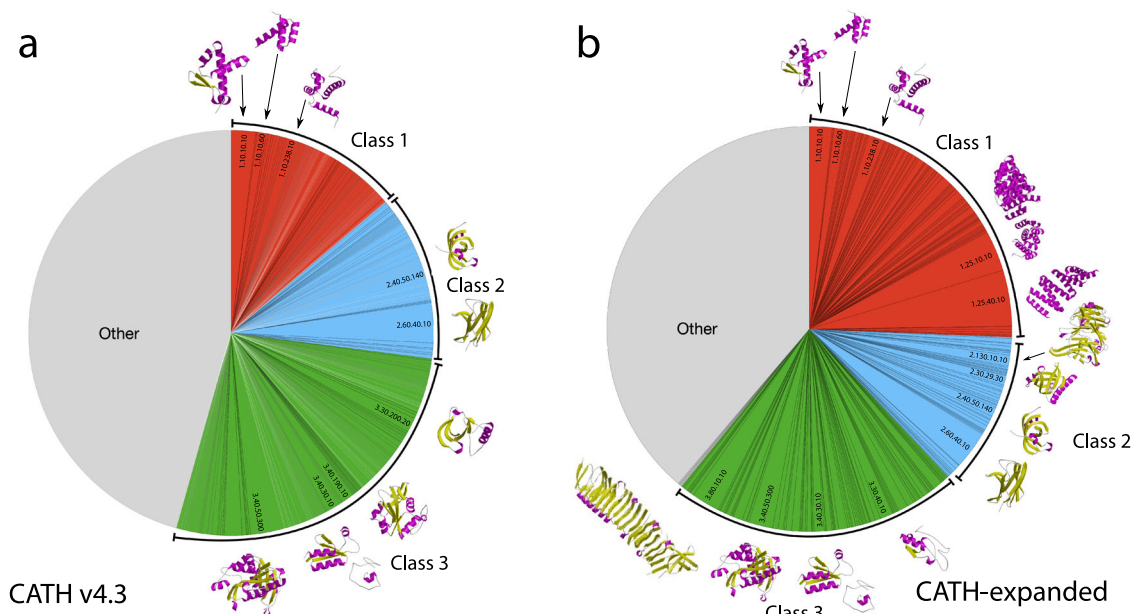 a
Class 1
1.10.10.10
1.10.10.60
1.10.238.10
2.40.50.140
Class 2
2.60.40.10
Other
3.30.200.20
3.40.190.10
3.40.30.10
3.40.50.300
Class 3
CATH v4.3
b
Class 1
1.10.10.10
1.10.10.60
1.10.238.10
1.25.10.10
1.25.40.10
Other
2.130.10.10
2.30.29.30
2.40.50.140
2.60.40.10
Class 2
3.30.40.10
3.40.30.10
3.40.50.300
3.80.10.10
Class 3
CATH-expanded